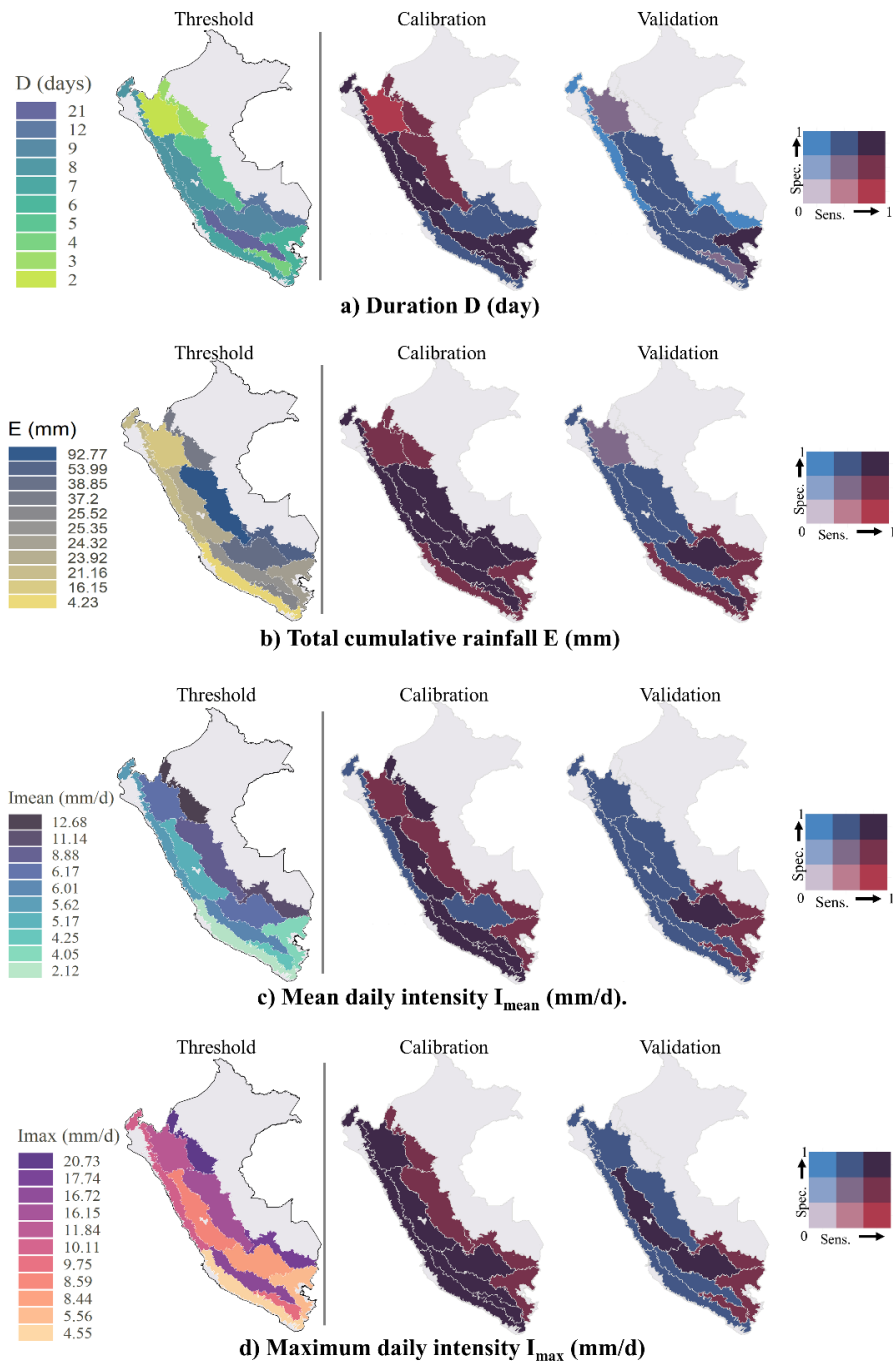 Threshold Calibration Validation
D (days)
21
12
9
8
7
6
5
4
3
2
1
Spec.
0 Sens. 1
a) Duration D (day)
Threshold Calibration Validation
E (mm)
92.77
53.99
38.85
37.2
25.52
25.35
24.32
23.92
21.16
16.15
4.23
1
Spec.
0 Sens. 1
b) Total cumulative rainfall E (mm)
Threshold Calibration Validation
Imean (mm/d)
12.68
11.14
8.88
6.17
6.01
5.62
5.17
4.25
4.05
2.12
1
Spec.
0 Sens. 1
c) Mean daily intensity Imean (mm/d).
Threshold Calibration Validation
Imax (mm/d)
20.73
17.74
16.72
16.15
11.84
10.11
9.75
8.59
8.44
5.56
4.55
1
Spec.
0 Sens.
d) Maximum daily intensity Imax (mm/d)